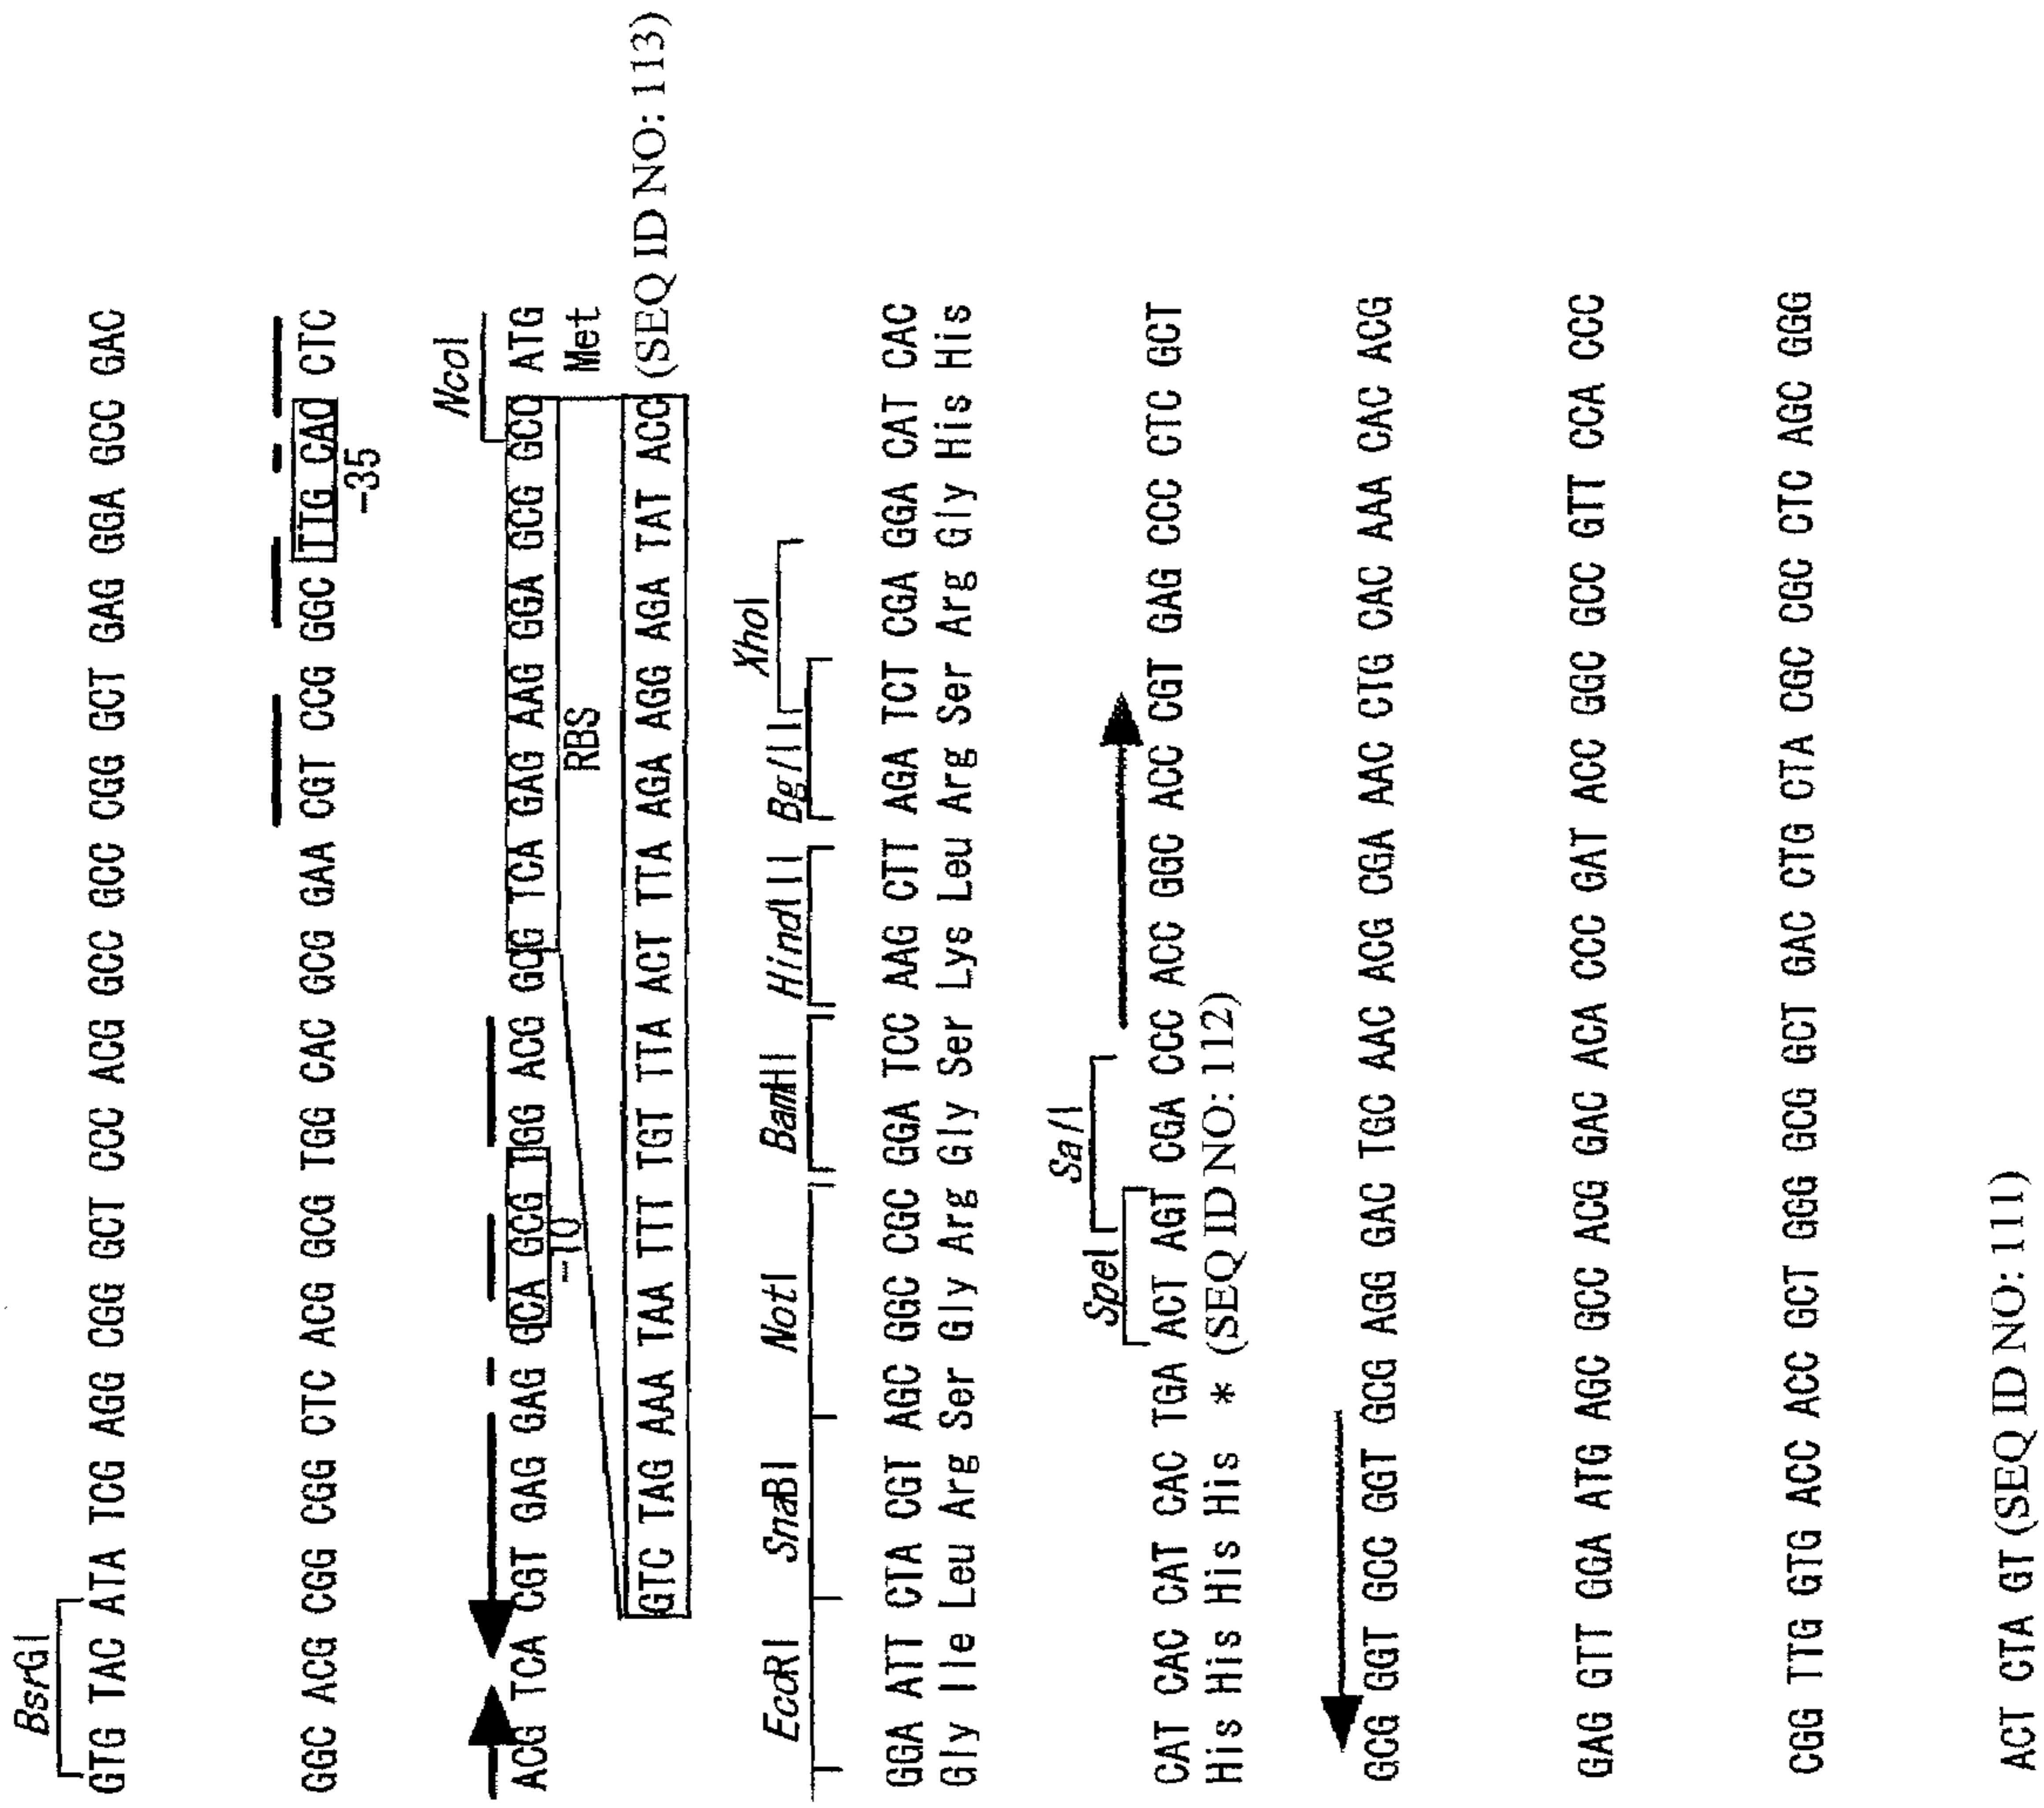 BsrGI
GTG TAC ATA TCG AGG CGG GCT CCC ACG GCC GCC CGG GCT GAG GGA GCC GAC
GGC ACG CGG CGG CTC ACG GCG TGG CAC GCG GAA CGT CCG GGC TTG CAC CTC
-35
NcoI
ACG TCA CGT GAG GAG GCA GCG TGG ACG GCG TCA GAG AAG GGA GCG GCC ATG
-10
RBS
Met
GTC TAG AAA TAA TTT TGT TTA ACT TTA AGA AGG AGA TAT ACC (SEQ ID NO: 113)
EcoRI SnaBI NotI BamHI HindIII BglII XhoI
GGA ATT CTA CGT AGC GGC CGC GGA TCC AAG CTT AGA TCT CGA GGA CAT CAC
Gly Ile Leu Arg Ser Gly Arg Gly Ser Lys Leu Arg Ser Arg Gly His His
SpeI SalI
CAT CAC CAT CAC TGA ACT AGT CGA CCC ACC GGC ACC CGT GAG CCC CTC GCT
His His His His * (SEQ ID NO: 112)
GCG GGT GCC GGT GCG AGG GAC TGC AAC ACG CGA AAC CTG CAC AAA CAC ACG
GAG GTT GGA ATG AGC GCC ACG GAC ACA CCC GAT ACC GGC GCC GTT CCA CCC
CGG TTG GTG ACC ACC GCT GGG GCG GCT GAC CTG CTA CGC CGC CTC AGC GGG
ACT CTA GT (SEQ ID NO: 111)